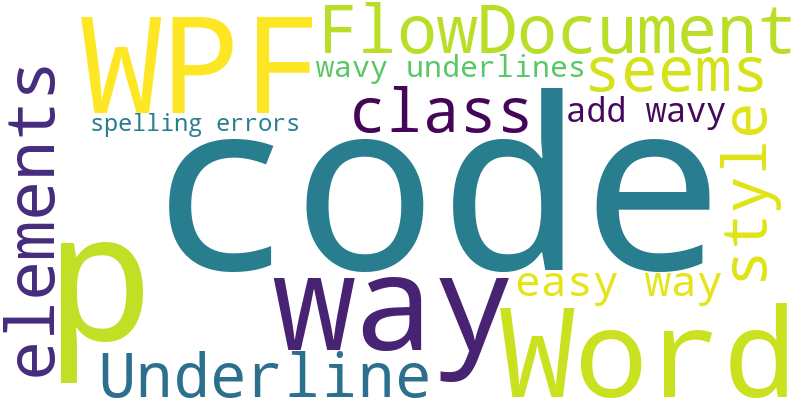 WPF
FlowDocument
wavy underlines
seems
elements
class
add wavy
spelling errors
code
style
p
way
easy way
Word
Underline